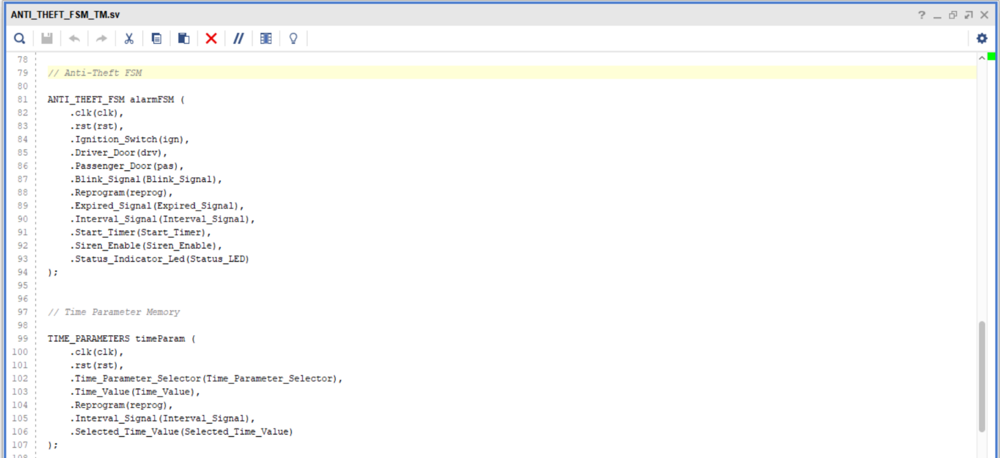 ANTI_THEFT_FSM_TM.sv
?
//
78
79 // Anti-Theft FSM
80
81 ANTI_THEFT_FSM alarmFSM (
82 .clk(clk),
83 .rst(rst),
84 .Ignition_Switch(ign),
85 .Driver_Door(drv),
86 .Passenger_Door(pas),
87 .Blink_Signal(Blink_Signal),
88 .Reprogram(reprog),
89 .Expired_Signal(Expired_Signal),
90 .Interval_Signal(Interval_Signal),
91 .Start_Timer(Start_Timer),
92 .Siren_Enable(Siren_Enable),
93 .Status_Indicator_Led(Status_LED)
94 );
95
96
97 // Time Parameter Memory
98
99 TIME_PARAMETERS timeParam (
100 .clk(clk),
101 .rst(rst),
102 .Time_Parameter_Selector(Time_Parameter_Selector),
103 .Time_Value(Time_Value),
104 .Reprogram(reprog),
105 .Interval_Signal(Interval_Signal),
106 .Selected_Time_Value(Selected_Time_Value)
107 );